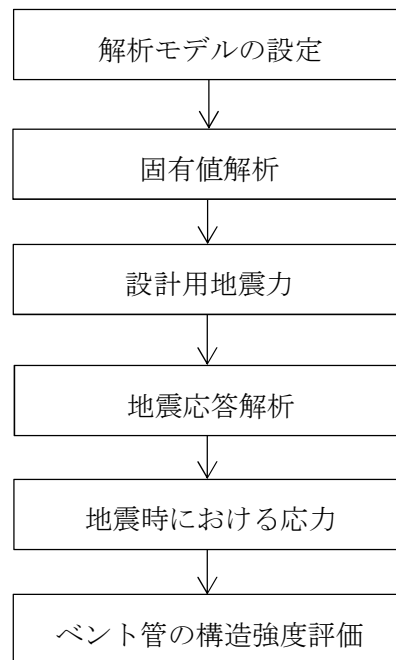 解析モデルの設定
固有値解析
設計用地震力
地震応答解析
地震時における応力
ベント管の構造強度評価